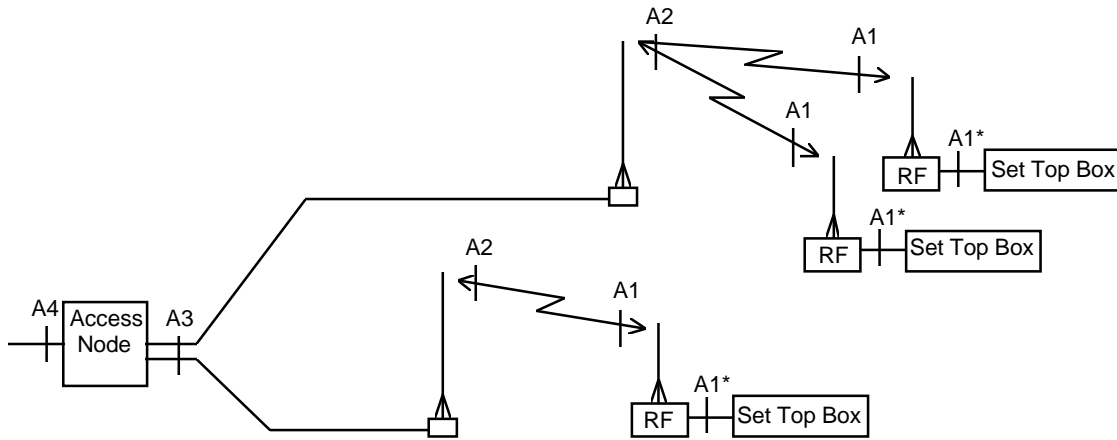 A2
A1
A1
A1*
RF
Set Top Box
A1*
RF
Set Top Box
A2
A1
A4
Access
Node
A3
A1*
RF
Set Top Box